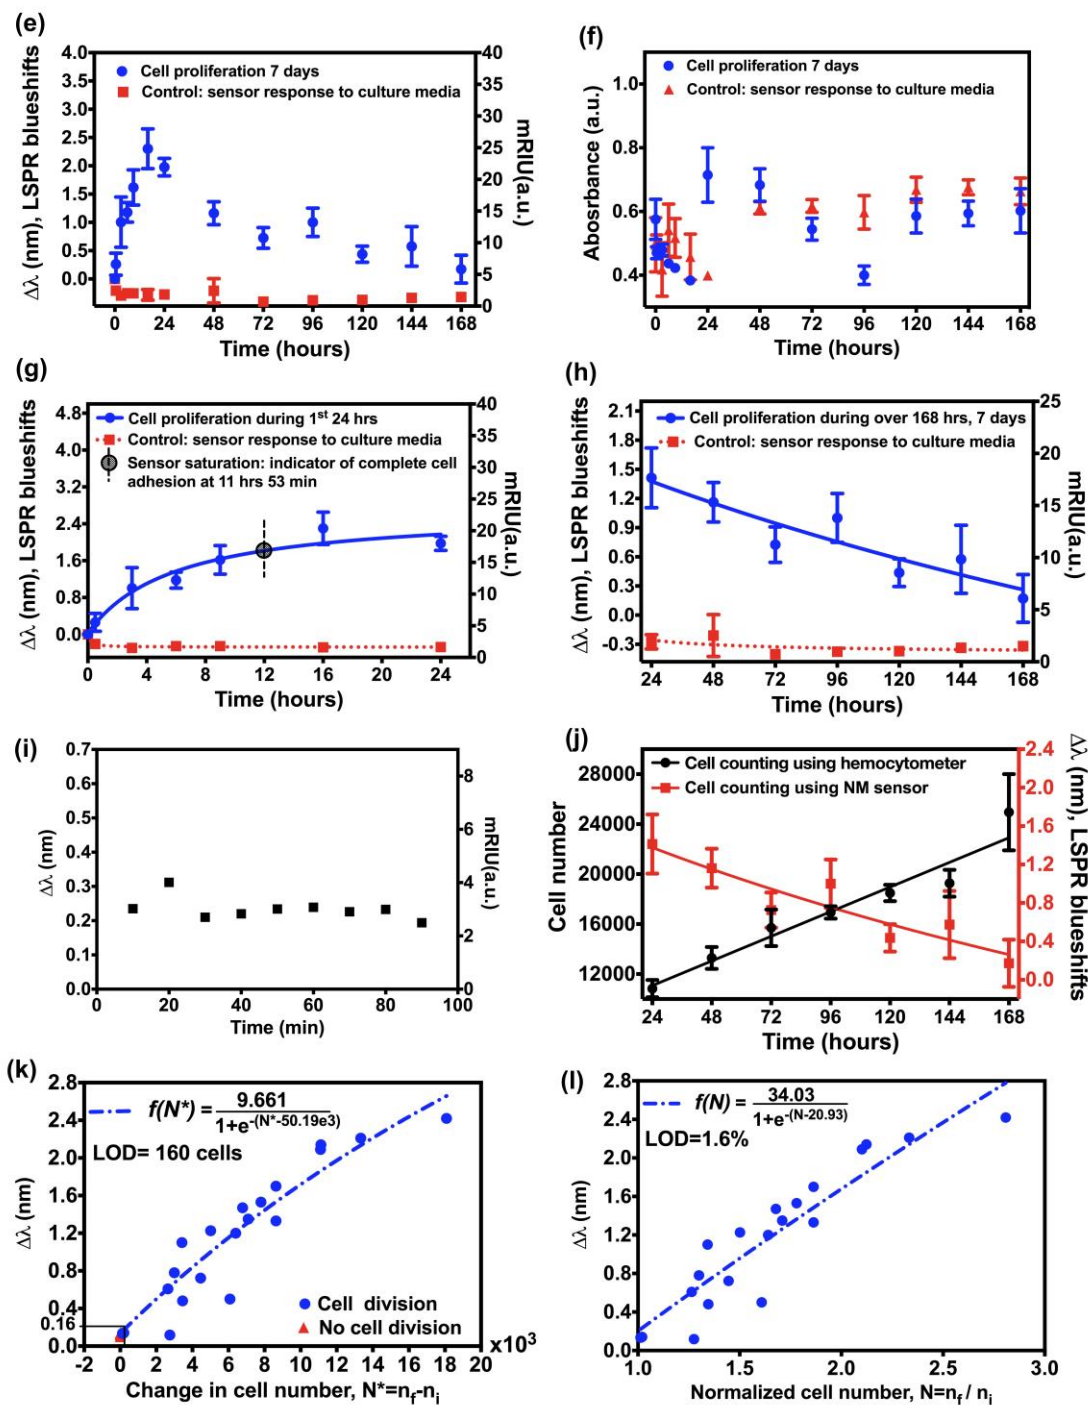 (e)
Δλ (nm), LSPR blueshifts
4.0
3.5
3.0
2.5
2.0
1.5
1.0
0.5
0.0
Cell proliferation 7 days
Control: sensor response to culture media
40
35
30
25
20
15
10
5
0
mRIU(a.u.)
0 24 48 72 96 120 144 168
Time (hours)
(f)
Abosrbance (a.u.)
1.0
0.8
0.6
0.4
Cell proliferation 7 days
Control: sensor response to culture media
0 24 48 72 96 120 144 168
Time (hours)
(g)
Δλ (nm), LSPR blueshifts
4.8
4.0
3.2
2.4
1.6
0.8
0.0
Cell proliferation during 1st 24 hrs
Control: sensor response to culture media
Sensor saturation: indicator of complete cell
adhesion at 11 hrs 53 min
40
35
30
25
20
15
10
5
0
mRIU(a.u.)
0 4 8 12 16 20 24
Time (hours)
(h)
Δλ (nm), LSPR blueshifts
2.1
1.8
1.5
1.2
0.9
0.6
0.3
0.0
-0.3
Cell proliferation during over 168 hrs, 7 days
Control: sensor response to culture media
25
20
15
10
5
0
mRIU(a.u.)
24 48 72 96 120 144 168
Time (hours)
(i)
Δλ (nm)
0.7
0.6
0.5
0.4
0.3
0.2
0.1
0.0
8
6
4
2
0
mRIU(a.u.)
0 20 40 60 80 100
Time (min)
(j)
Cell number
28000
24000
20000
16000
12000
Cell counting using hemocytometer
Cell counting using NM sensor
2.4
2.0
1.6
1.2
0.8
0.4
0.0
Δλ (nm), LSPR blueshifts
24 48 72 96 120 144 168
Time (hours)
(k)
Δλ (nm)
2.8
2.4
2.0
1.6
1.2
0.8
0.4
0.16
0.0
f(N*) = 9.661
1+e-(N*-50.19e3)
LOD= 160 cells
Cell division
No cell division
-2 0 2 4 6 8 10 12 14 16 18 20
x10³
Change in cell number, N*=nf-ni
(l)
Δλ (nm)
2.8
2.4
2.0
1.6
1.2
0.8
0.4
0.0
f(N) = 34.03
1+e-(N-20.93)
LOD=1.6%
1.0 1.5 2.0 2.5 3.0
Normalized cell number, N=nf / ni